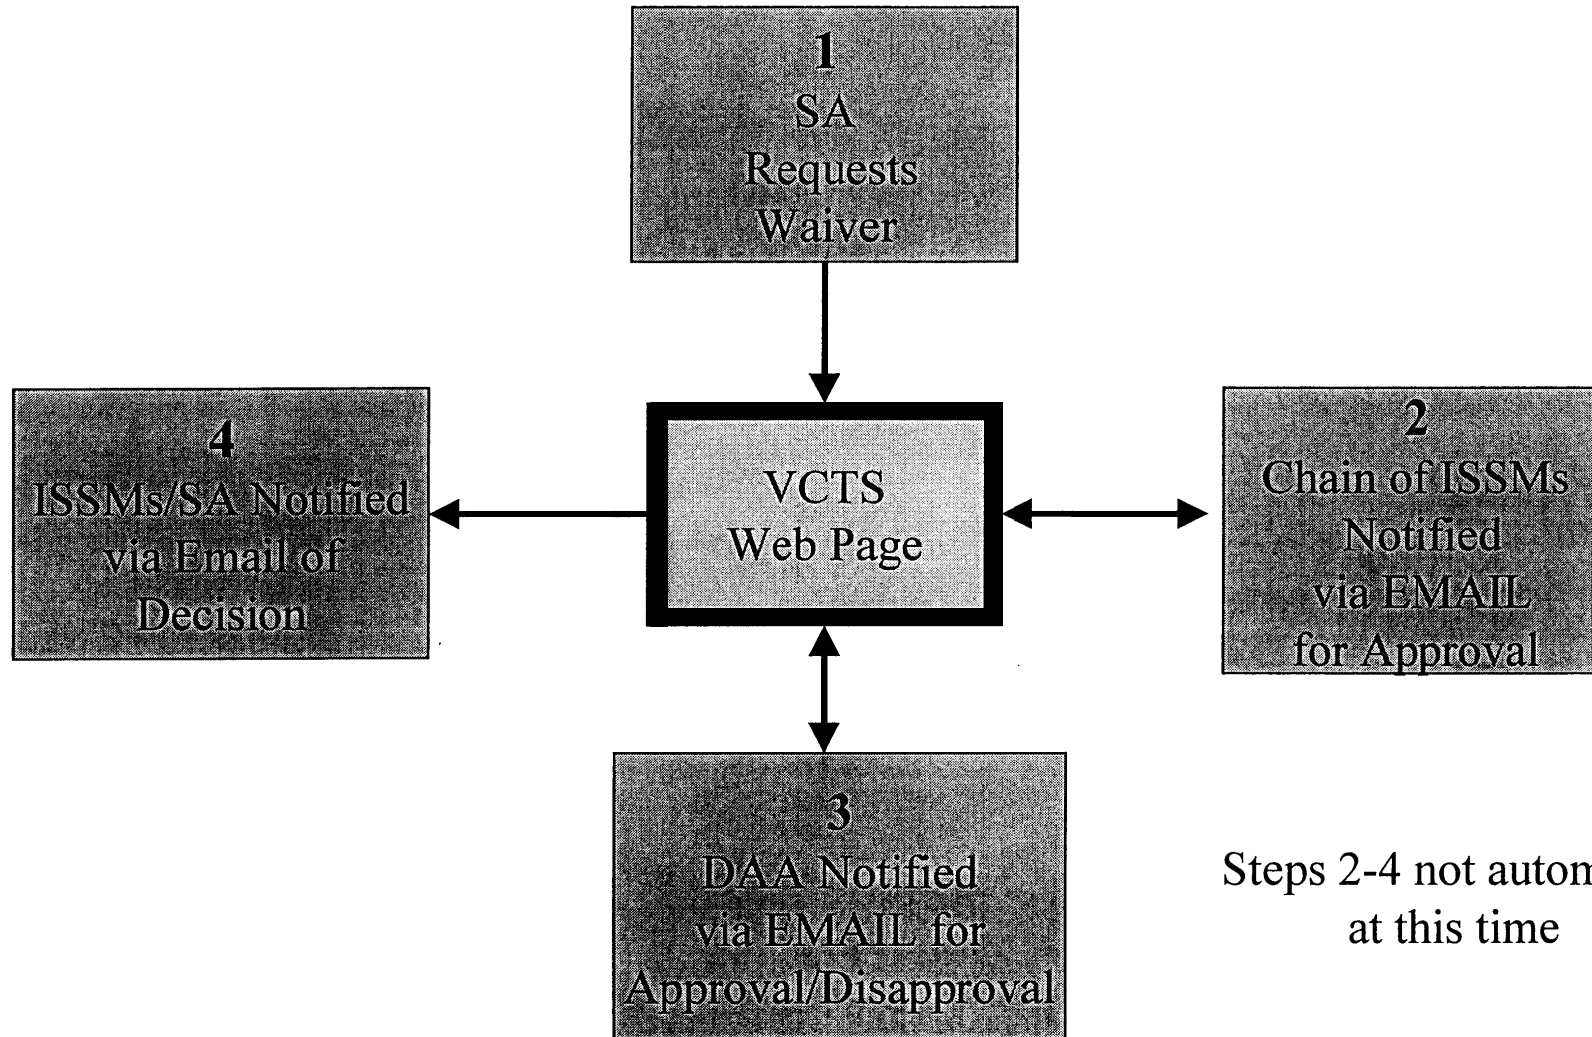 1
SA
Requests
Waiver
4
ISSMs/SA Notified
via Email of
Decision
VCTS
Web Page
2
Chain of ISSMs
Notified
via EMAIL
for Approval
3
DAA Notified
via EMAIL for
Approval/Disapproval
Steps 2-4 not autom
at this time